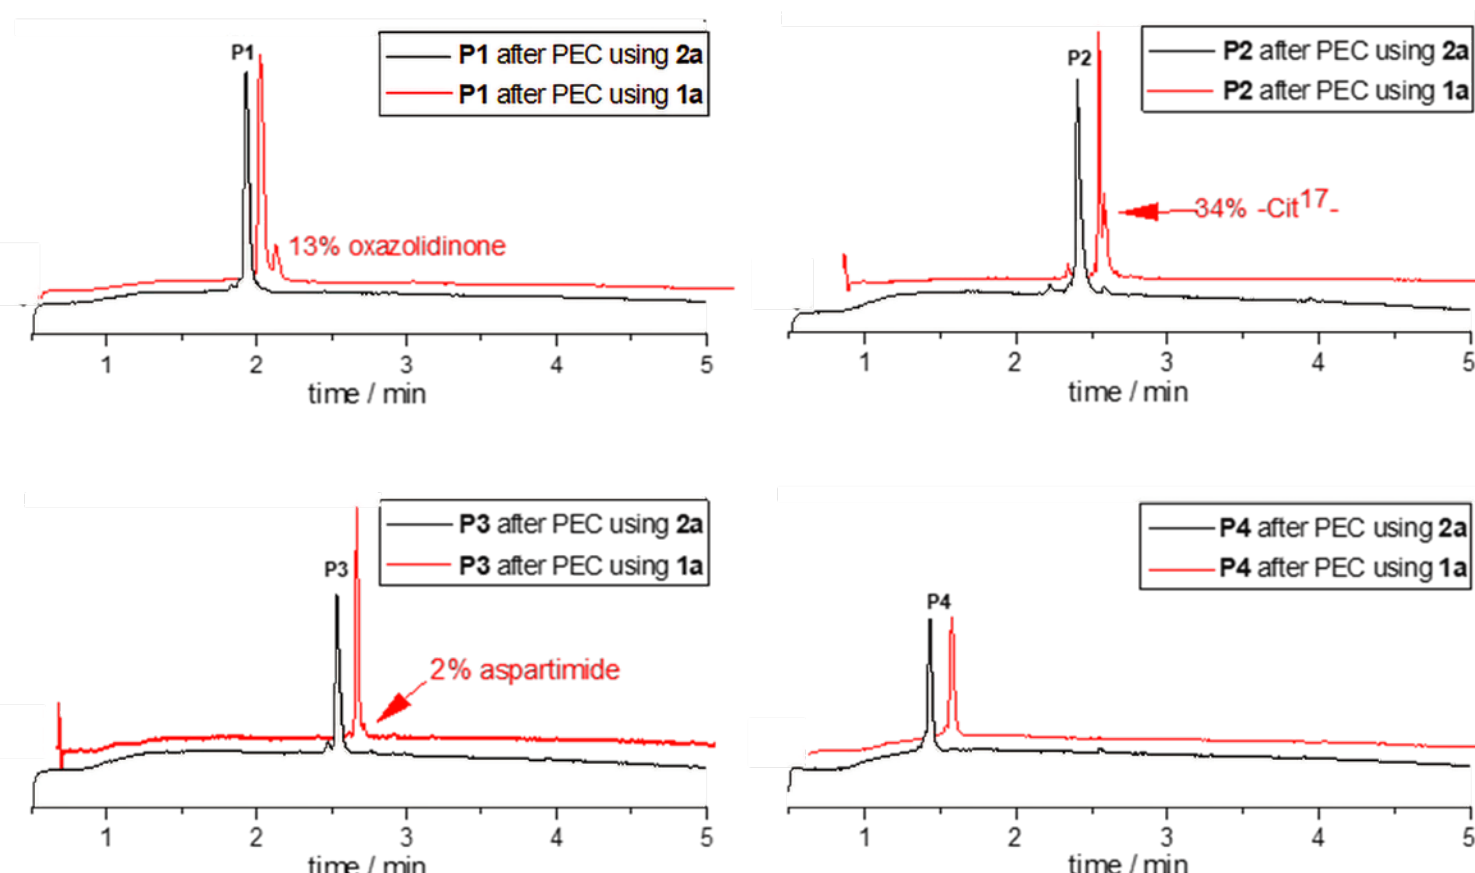 P1
P1 after PEC using 2a
P1 after PEC using 1a
13% oxazolidinone
1 2 3 4 5
time / min
P2
P2 after PEC using 2a
P2 after PEC using 1a
34% -Cit17-
1 2 3 4 5
time / min
P3
P3 after PEC using 2a
P3 after PEC using 1a
2% aspartimide
1 2 3 4 5
time / min
P4
P4 after PEC using 2a
P4 after PEC using 1a
1 2 3 4 5
time / min